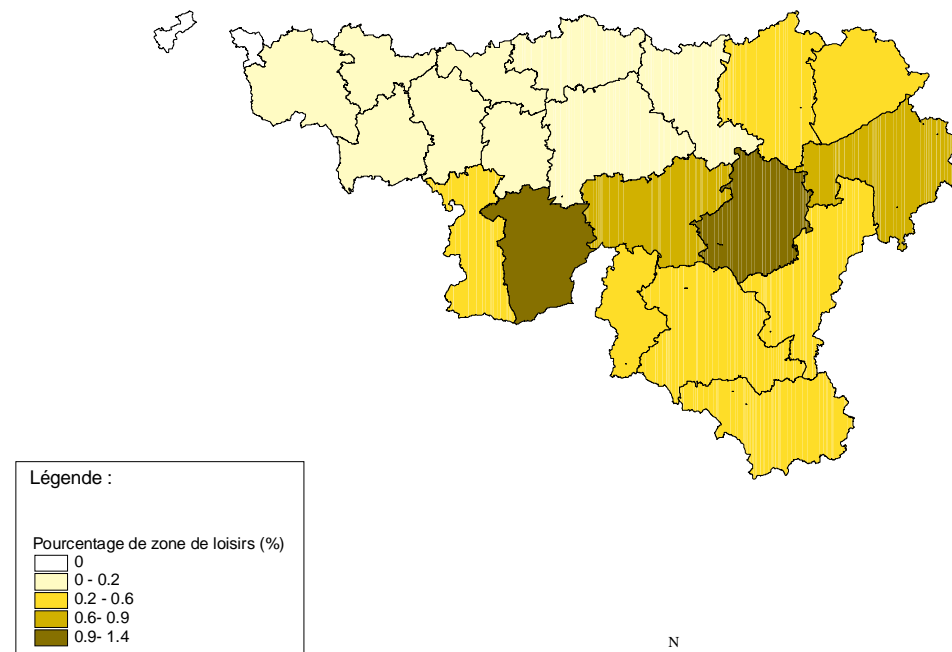 Légende :
Pourcentage de zone de loisirs (%)
0
0 - 0.2
0.2 - 0.6
0.6- 0.9
0.9- 1.4
N